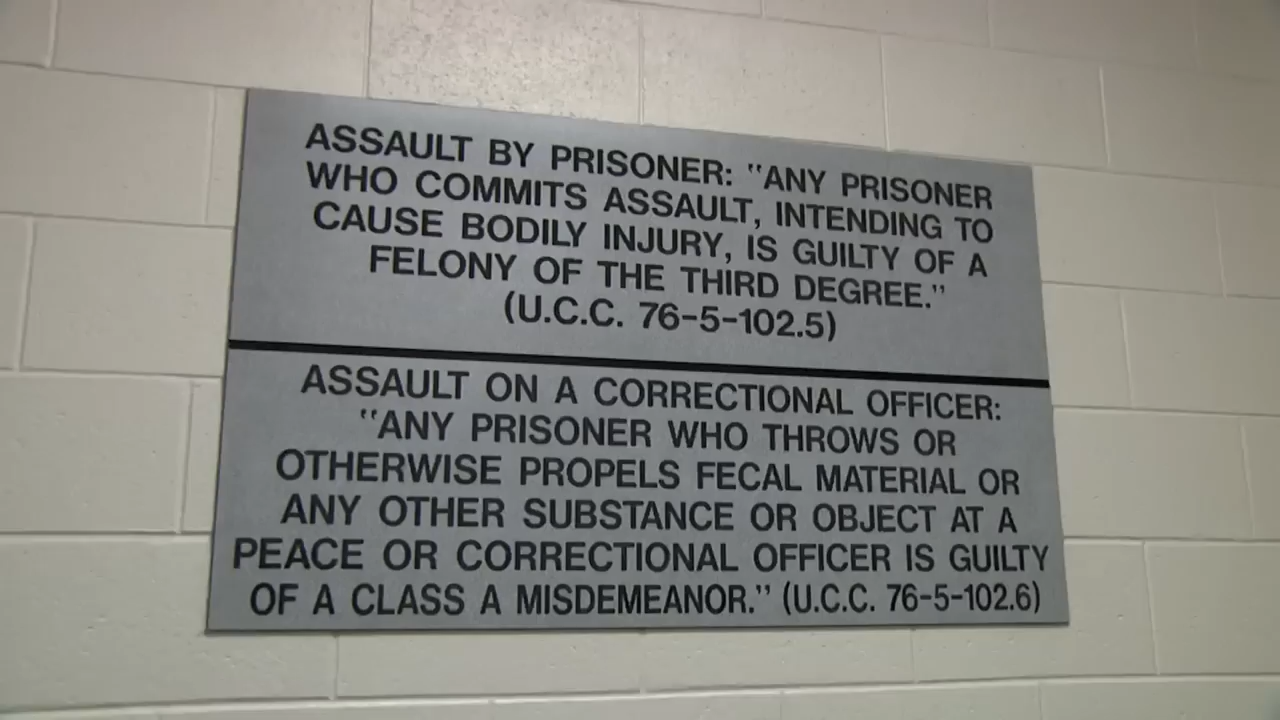 ASSAULT BY PRISONER: "ANY PRISONER
WHO COMMITS ASSAULT, INTENDING TO
CAUSE BODILY INJURY, IS GUILTY OF A
FELONY OF THE THIRD DEGREE."
(U.C.C. 76-5-102.5)
ASSAULT ON A CORRECTIONAL OFFICER:
"ANY PRISONER WHO THROWS OR
OTHERWISE PROPELS FECAL MATERIAL OR
ANY OTHER SUBSTANCE OR OBJECT AT A
PEACE OR CORRECTIONAL OFFICER IS GUILTY
OF A CLASS A MISDEMEANOR." (U.C.C. 76-5-102.6)